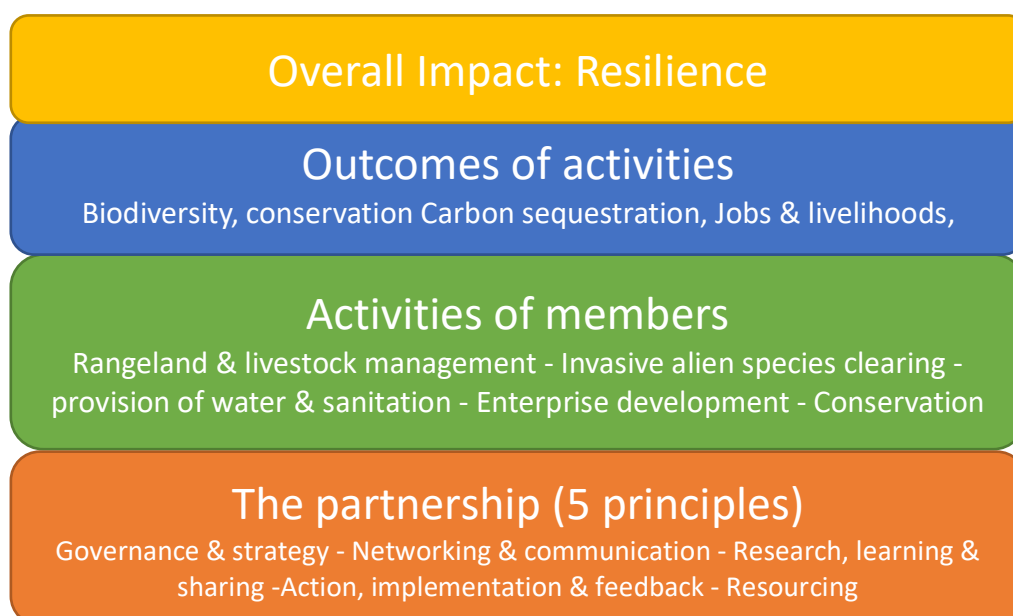 Overall Impact: Resilience
Outcomes of activities
Biodiversity, conservation Carbon sequestration, Jobs & livelihoods,
Activities of members
Rangeland & livestock management - Invasive alien species clearing -
provision of water & sanitation - Enterprise development - Conservation
The partnership (5 principles)
Governance & strategy - Networking & communication - Research, learning &
sharing -Action, implementation & feedback - Resourcing